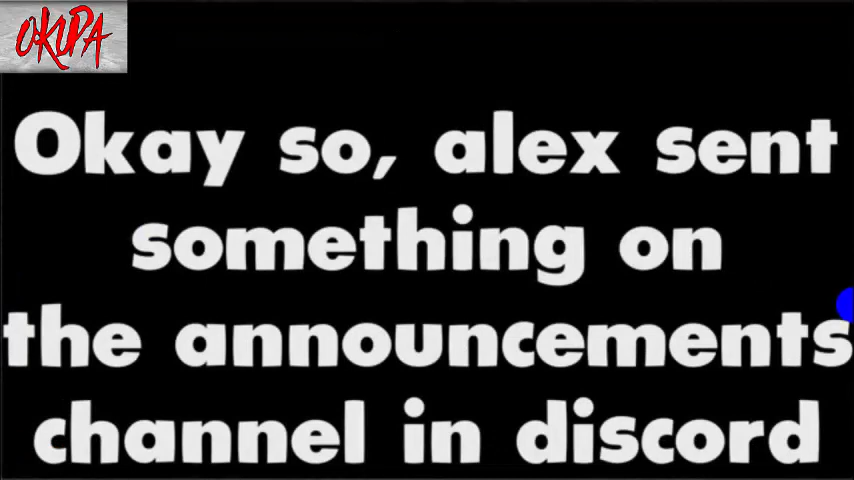 OKUPA
Okay so, alex sent
something on
the announcements
channel in discord